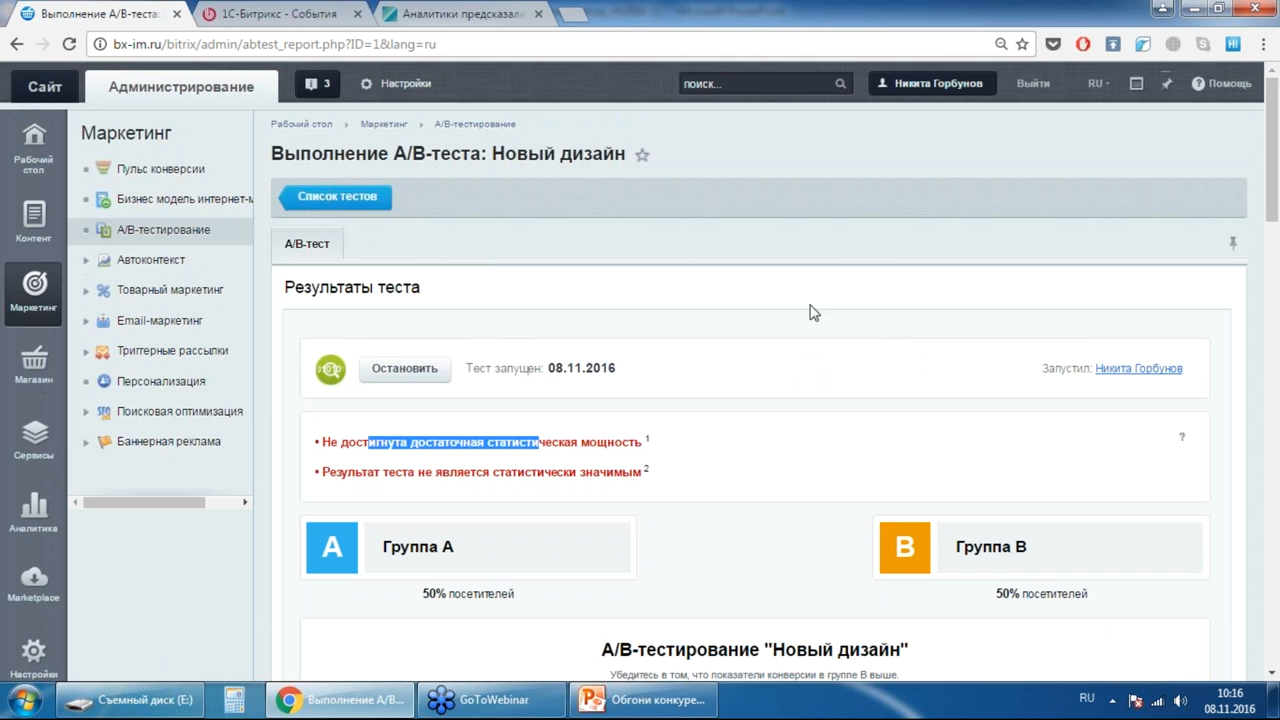 Выполнение A/B-теста:
1С-Битрикс - События
Аналитики предсказали
bx-im.ru/bitrix/admin/abtest_report.php?ID=1&lang=ru
Сайт
Администрирование
3
Настройки
поиск...
Никита Горбунов
Выйти
RU
Помощь
Рабочий стол
Контент
Маркетинг
Магазин
Сервисы
Аналитика
Marketplace
Настройки
Маркетинг
Пульс конверсии
Бизнес модель интернет-м
A/B-тестирование
Автоконтекст
Товарный маркетинг
Email-маркетинг
Триггерные рассылки
Персонализация
Поисковая оптимизация
Баннерная реклама
Рабочий стол
Маркетинг
A/B-тестирование
Выполнение A/B-теста: Новый дизайн
Список тестов
A/B-тест
Результаты теста
Остановить
Тест запущен: 08.11.2016
Запустил: Никита Горбунов
• Не достигнута достаточная статистическая мощность 1
?
• Результат теста не является статистически значимым 2
A
Группа A
B
Группа B
50% посетителей
50% посетителей
A/B-тестирование "Новый дизайн"
Убедитесь в том, что показатели конверсии в группе B выше.
Съемный диск (E:)
Выполнение A/B...
GoToWebinar
Обгони конкуре...
RU
10:16
08.11.2016